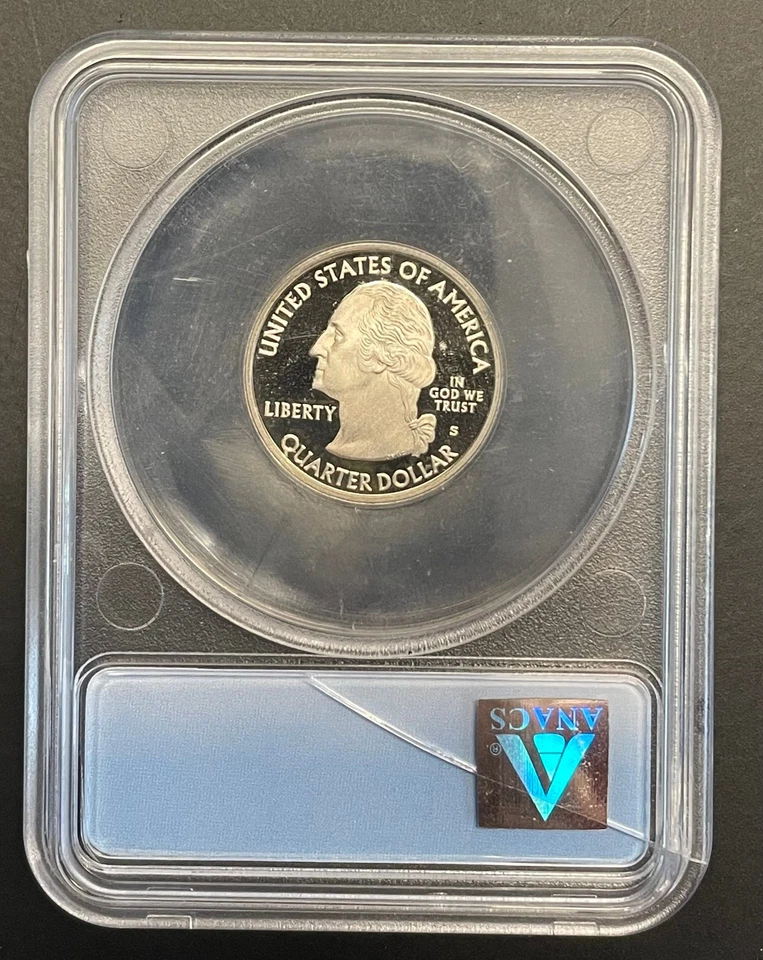 UNITED STATES OF AMERICA
IN
GOD WE
TRUST
LIBERTY
S
QUARTER DOLLAR
ANACS
®